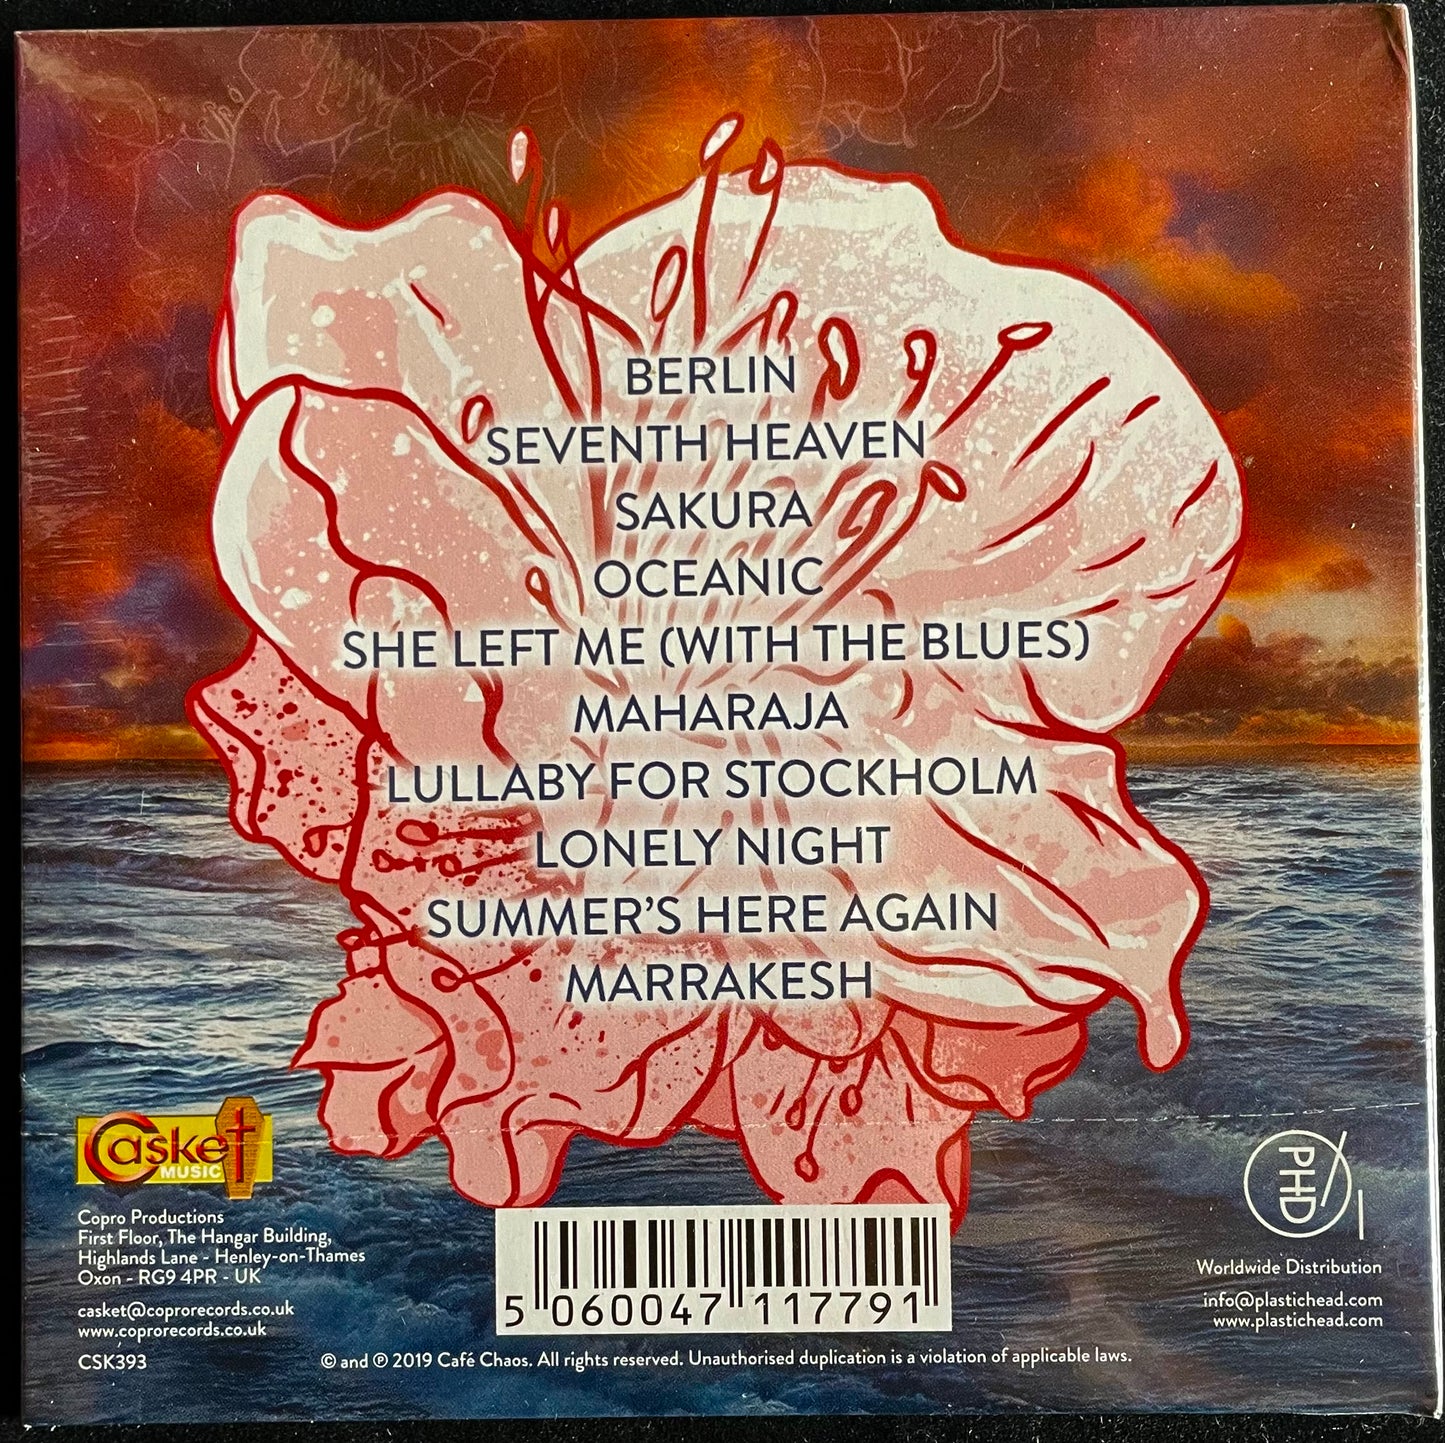 BERLIN
SEVENTH HEAVEN
SAKURA
OCEANIC
SHE LEFT ME (WITH THE BLUES)
MAHARAJA
LULLABY FOR STOCKHOLM
LONELY NIGHT
SUMMER'S HERE AGAIN
MARRAKESH
Casket
MUSIC
Copro Productions
First Floor, The Hangar Building,
Highlands Lane - Henley-on-Thames
Oxon - RG9 4PR - UK
casket@coprorecords.co.uk
www.coprorecords.co.uk
CSK393
5 060047 117791
PHD
Worldwide Distribution
info@plastichead.com
www.plastichead.com
© and ℗ 2019 Café Chaos. All rights reserved. Unauthorised duplication is a violation of applicable laws.